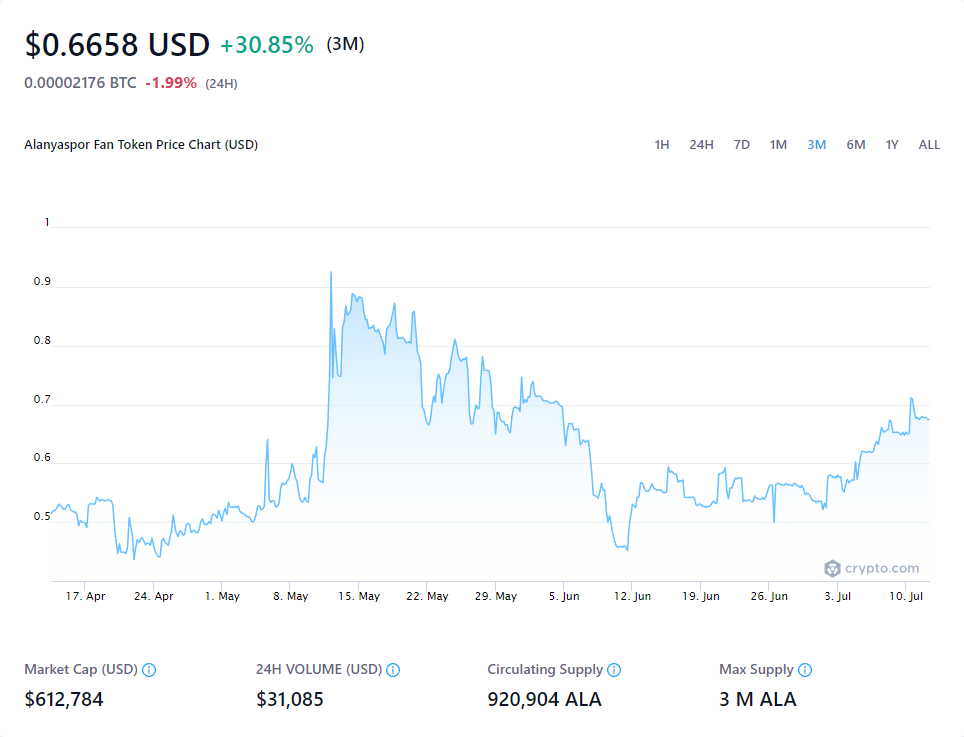 $0.6658 USD +30.85% (3M)
0.00002176 BTC -1.99% (24H)
Alanyaspor Fan Token Price Chart (USD) 1H 24H 7D 1M 3M 6M 1Y ALL
1
0.9
0.8
0.7
0.6
0.5
crypto.com
17. Apr 24. Apr 1. May 8. May 15. May 22. May 29. May 5. Jun 12. Jun 19. Jun 26. Jun 3. Jul 10. Jul
Market Cap (USD) 24H VOLUME (USD) Circulating Supply Max Supply
$612,784 $31,085 920,904 ALA 3 M ALA